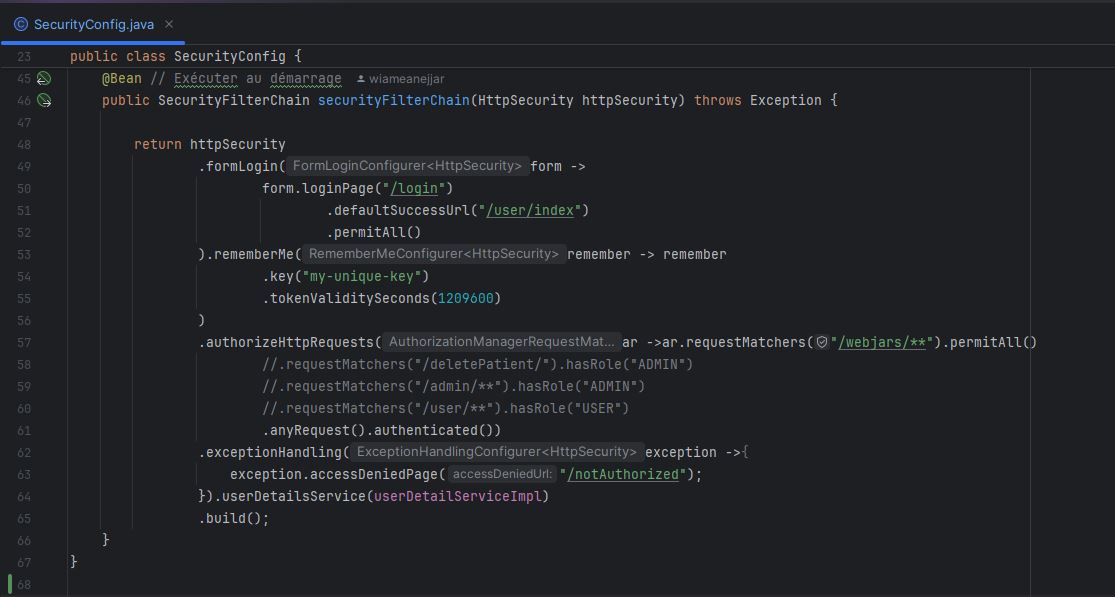 SecurityConfig.java ×
23 public class SecurityConfig {
45 @Bean // Exécuter au démarrage wiameanejjar
46 public SecurityFilterChain securityFilterChain(HttpSecurity httpSecurity) throws Exception {
47
48 return httpSecurity
49 .formLogin( FormLoginConfigurer<HttpSecurity> form ->
50 form.loginPage("/login")
51 .defaultSuccessUrl("/user/index")
52 .permitAll()
53 ).rememberMe( RememberMeConfigurer<HttpSecurity> remember -> remember
54 .key("my-unique-key")
55 .tokenValiditySeconds(1209600)
56 )
57 .authorizeHttpRequests( AuthorizationManagerRequestMat... ar ->ar.requestMatchers( "/webjars/**").permitAll()
58 //.requestMatchers("/deletePatient/").hasRole("ADMIN")
59 //.requestMatchers("/admin/**").hasRole("ADMIN")
60 //.requestMatchers("/user/**").hasRole("USER")
61 .anyRequest().authenticated())
62 .exceptionHandling( ExceptionHandlingConfigurer<HttpSecurity> exception ->{
63 exception.accessDeniedPage( accessDeniedUrl: "/notAuthorized");
64 }).userDetailsService(userDetailServiceImpl)
65 .build();
66 }
67 }
68